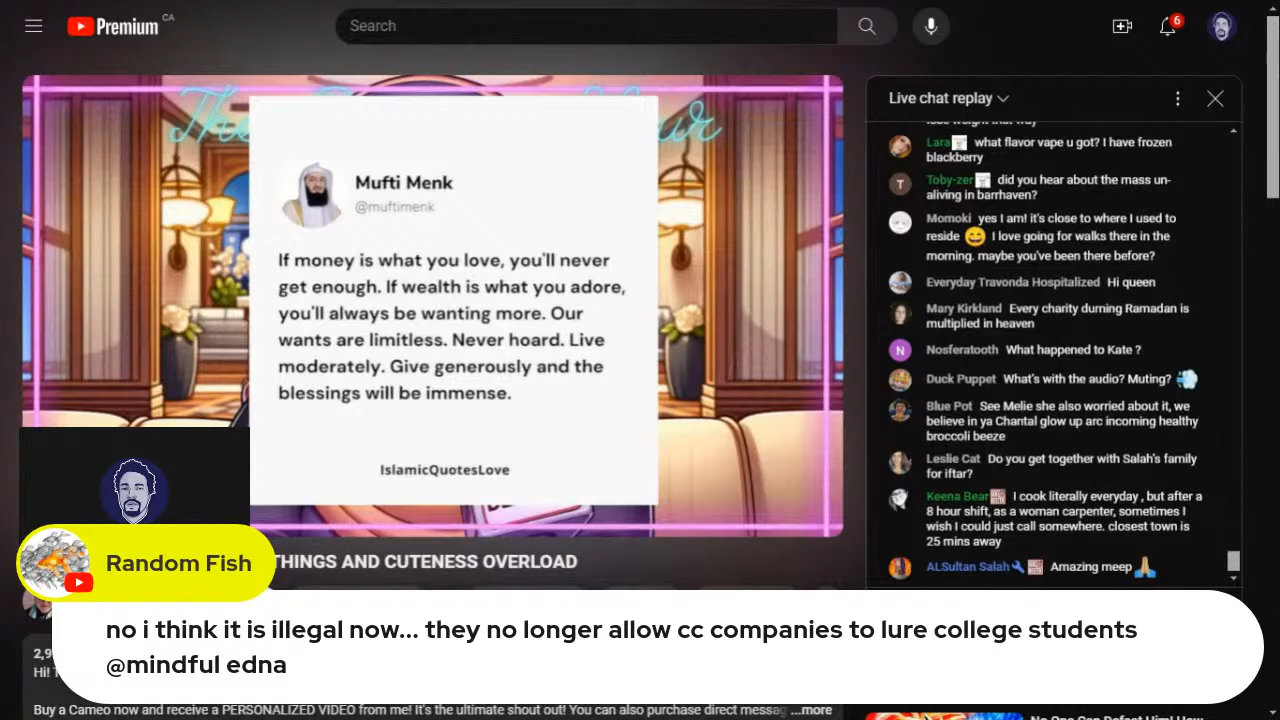 Premium CA
Search
6
Mufti Menk
@muftimenk
If money is what you love, you'll never
get enough. If wealth is what you adore,
you'll always be wanting more. Our
wants are limitless. Never hoard. Live
moderately. Give generously and the
blessings will be immense.
IslamicQuotesLove
THINGS AND CUTENESS OVERLOAD
Live chat replay
Lara what flavor vape u got? I have frozen
blackberry
T
Toby-zer did you hear about the mass un-
aliving in barrhaven?
Momoki yes I am! it's close to where I used to
reside 😄 I love going for walks there in the
morning. maybe you've been there before?
Everyday Travonda Hospitalized Hi queen
Mary Kirkland Every charity durning Ramadan is
multiplied in heaven
N
Nosferatooth What happened to Kate ?
Duck Puppet What's with the audio? Muting? 💨
Blue Pot See Melie she also worried about it, we
believe in ya Chantal glow up arc incoming healthy
broccoli beeze
Leslie Cat Do you get together with Salah's family
for iftar?
Keena Bear I cook literally everyday , but after a
8 hour shift, as a woman carpenter, sometimes I
wish I could just call somewhere. closest town is
25 mins away
ALSultan Salah Amazing meep 🙏
Random Fish
no i think it is illegal now... they no longer allow cc companies to lure college students
@mindful edna
2,9
Hi! T
Buy a Cameo now and receive a PERSONALIZED VIDEO from me! It's the ultimate shout out! You can also purchase direct messag ...more